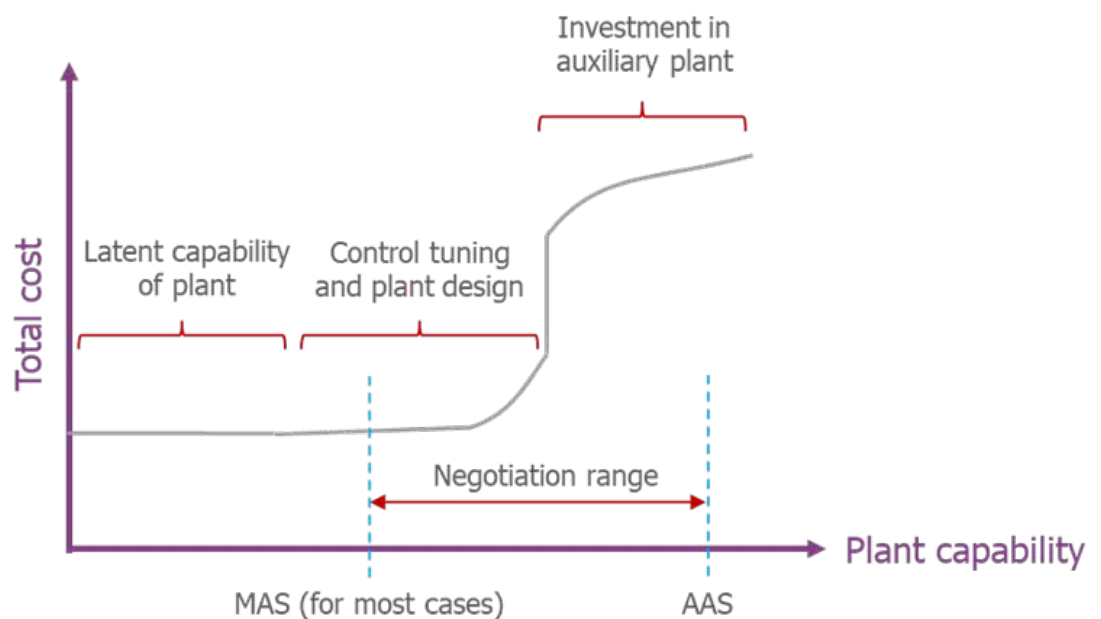 Investment in
auxiliary plant
Latent capability
of plant
Control tuning
and plant design
Total cost
Negotiation range
Plant capability
MAS (for most cases)
AAS